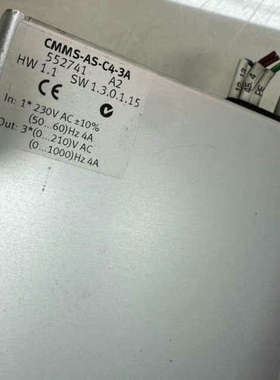 CMMS-AS-C4-3A
552741 A2
HW 1.1 SW 1.3.0.1.15
CE
In: 1* 230V AC ±10%
(50...60)Hz 4A
Out: 3*(0...210)V AC
(0...1000)Hz 4A